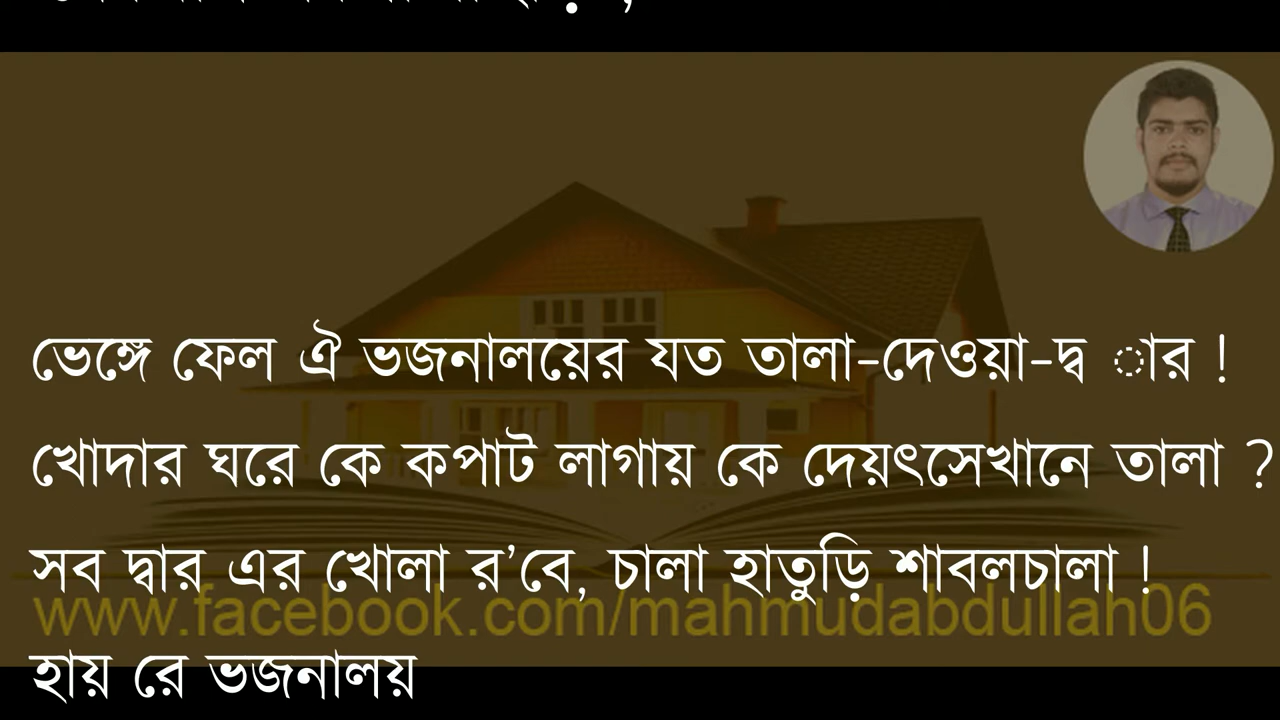 ভেঙ্গে ফেল ঐ ভজনালয়ের যত তালা-দেওয়া-দ্ব ার !
খোদার ঘরে কে কপাট লাগায় কে দেয়ৎসেখানে তালা ?
সব দ্বার এর খোলা র’বে, চালা হাতুড়ি শাবলচালা !
www.facebook.com/mahmudabdullah06
হায় রে ভজনালয়